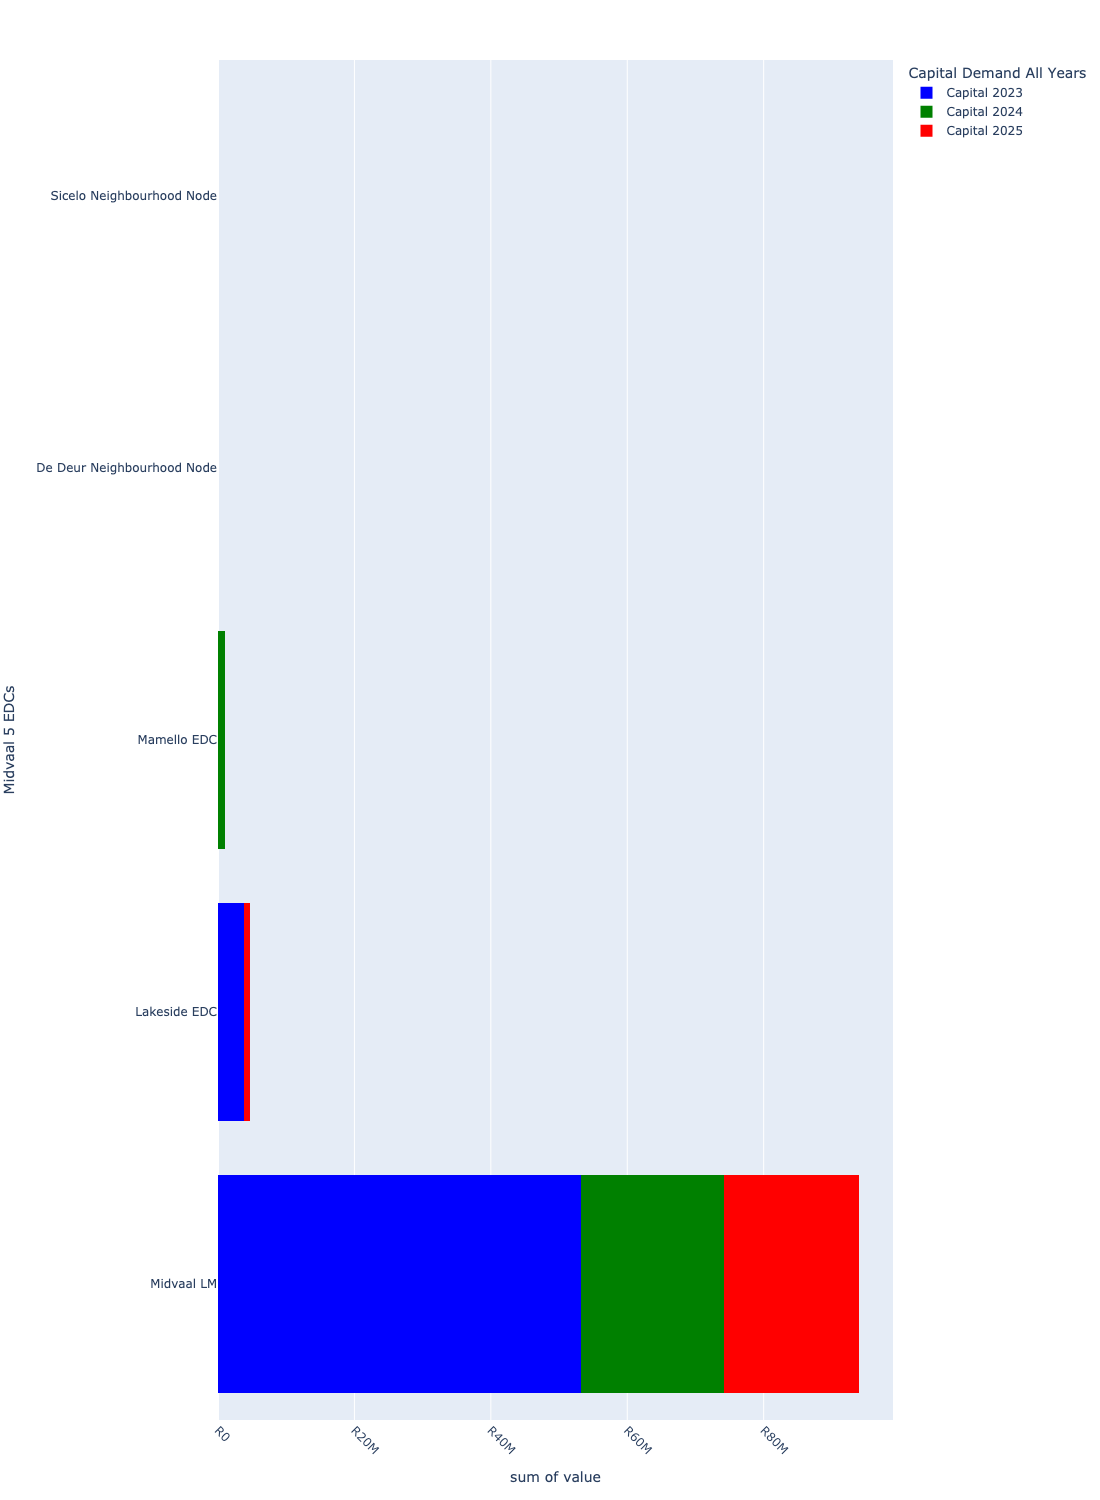 Capital Demand All Years
Capital 2023
Capital 2024
Capital 2025
Sicelo Neighbourhood Node
De Deur Neighbourhood Node
Mamello EDC
Lakeside EDC
Midvaal LM
Midvaal 5 EDCs
R0
R20M
R40M
R60M
R80M
sum of value